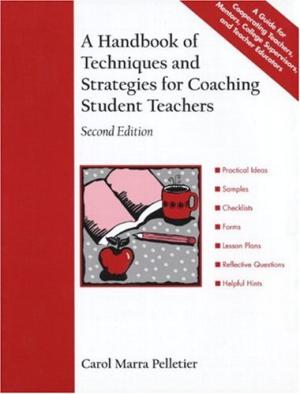 A Guide for
Cooperating Teachers,
Mentors, College Supervisors,
and Teacher Educators
A Handbook of
Techniques and
Strategies for Coaching
Student Teachers
Second Edition
Practical Ideas
Samples
Checklists
Forms
Lesson Plans
Reflective Questions
Helpful Hints
Carol Marra Pelletier